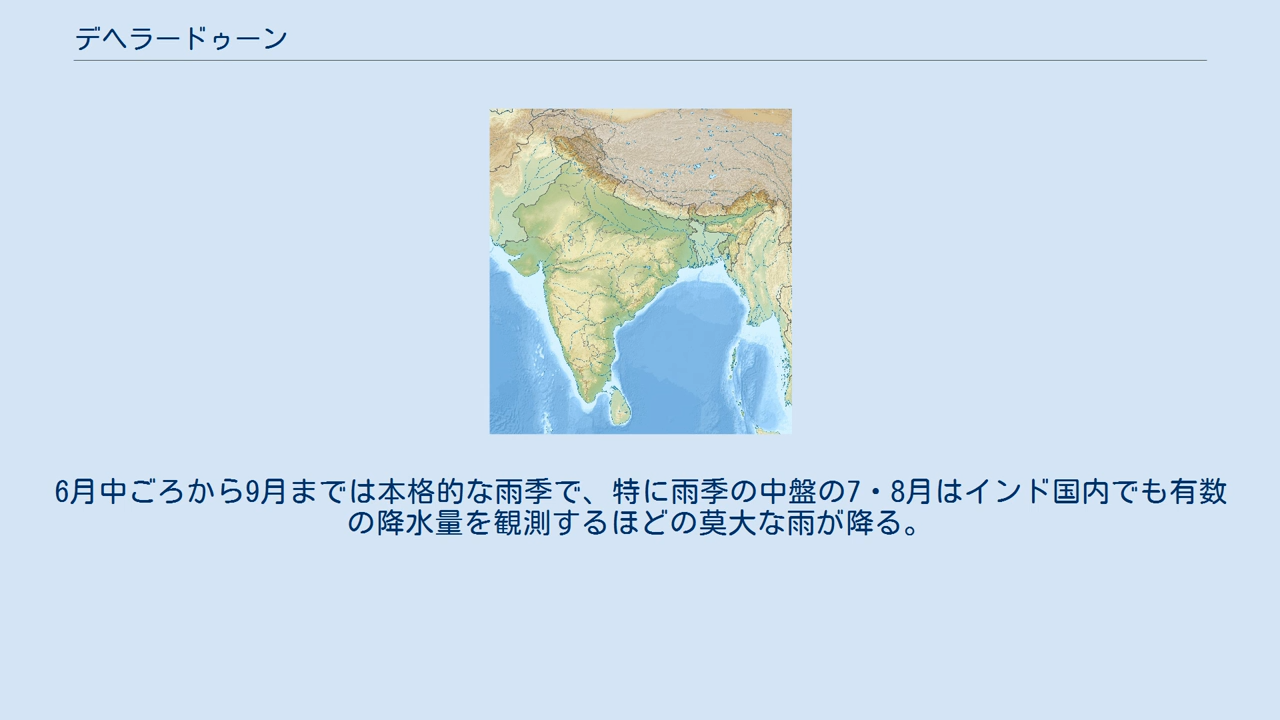 デヘラードゥーン
6月中ごろから9月までは本格的な雨季で、特に雨季の中盤の7・8月はインド国内でも有数
の降水量を観測するほどの莫大な雨が降る。